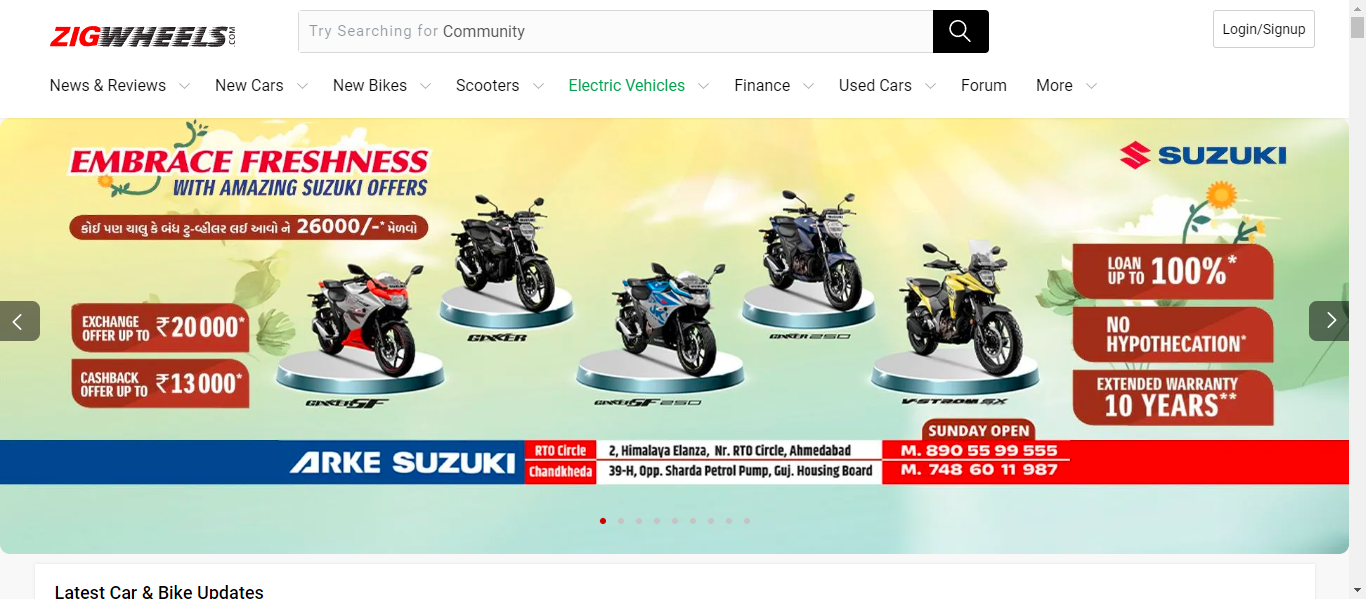 ZIGWHEELS.COM
Try Searching for Community
Login/Signup
News & Reviews
New Cars
New Bikes
Scooters
Electric Vehicles
Finance
Used Cars
Forum
More
EMBRACE FRESHNESS
WITH AMAZING SUZUKI OFFERS
કોઈ પણ ચાલુ કે બંધ ટુ-વ્હીલર લઈ આવો ને 26000/-* મેળવો
EXCHANGE
OFFER UP TO ₹20000*
CASHBACK
OFFER UP TO ₹13000*
GIXXER SF
GIXXER
GIXXER SF 250
GIXXER 250
V-STROM SX
SUZUKI
LOAN
UP TO 100%*
NO
HYPOTHECATION*
EXTENDED WARRANTY
10 YEARS**
SUNDAY OPEN
ARKE SUZUKI
RTO Circle 2, Himalaya Elanza, Nr. RTO Circle, Ahmedabad M. 890 55 99 555
Chandkheda 39-H, Opp. Sharda Petrol Pump, Guj. Housing Board M. 748 60 11 987
Latest Car & Bike Updates